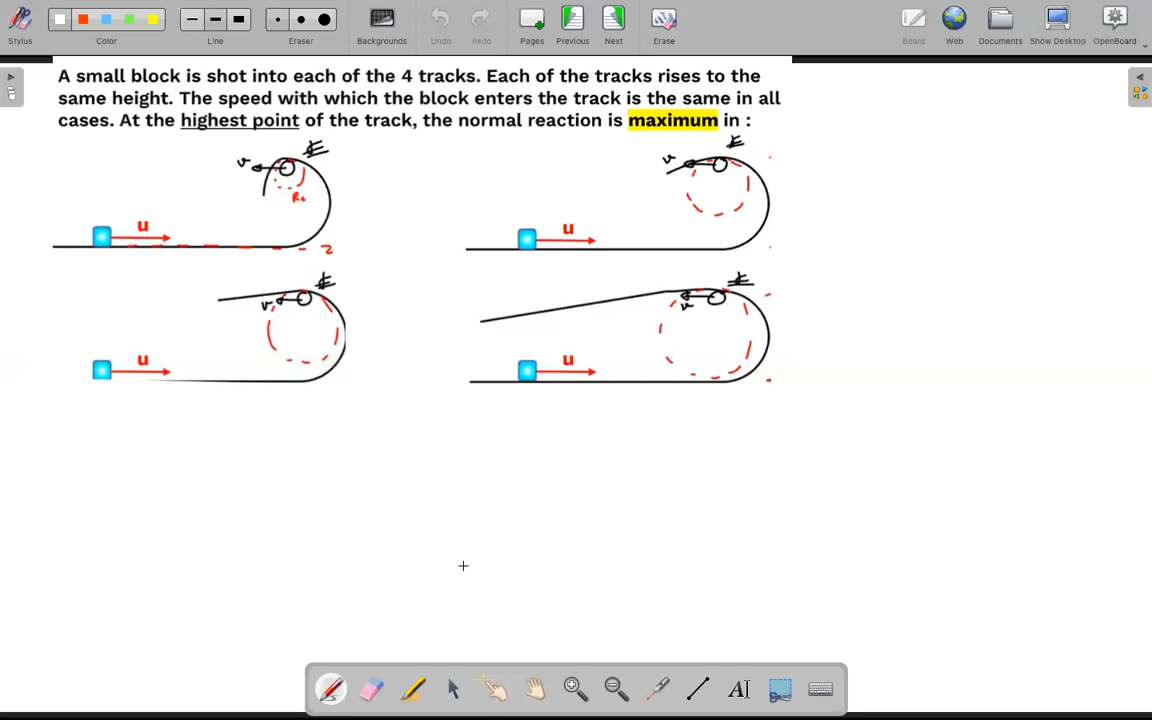 Stylus Color Line Eraser Backgrounds Undo Redo Pages Previous Next Erase Board Web Documents Show Desktop OpenBoard
A small block is shot into each of the 4 tracks. Each of the tracks rises to the
same height. The speed with which the block enters the track is the same in all
cases. At the highest point of the track, the normal reaction is maximum in :
v
v
u
u
2
v
v
u
u
AI